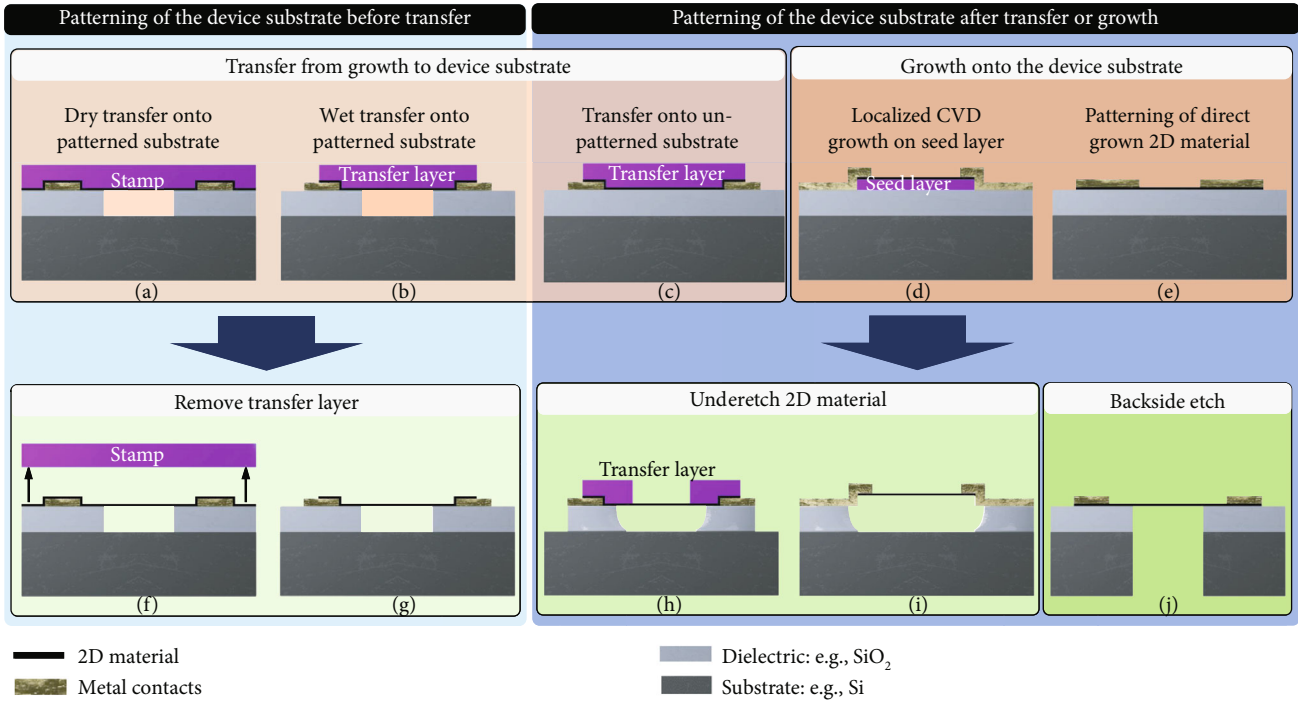 Patterning of the device substrate before transfer
Patterning of the device substrate after transfer or growth
Transfer from growth to device substrate
Growth onto the device substrate
Dry transfer onto
patterned substrate
Wet transfer onto
patterned substrate
Transfer onto un-
patterned substrate
Localized CVD
growth on seed layer
Patterning of direct
grown 2D material
Stamp
Transfer layer
Transfer layer
Seed layer
(a)
(b)
(c)
(d)
(e)
Remove transfer layer
Underetch 2D material
Backside etch
Stamp
Transfer layer
(f)
(g)
(h)
(i)
(j)
2D material
Metal contacts
Dielectric: e.g., SiO₂
Substrate: e.g., Si